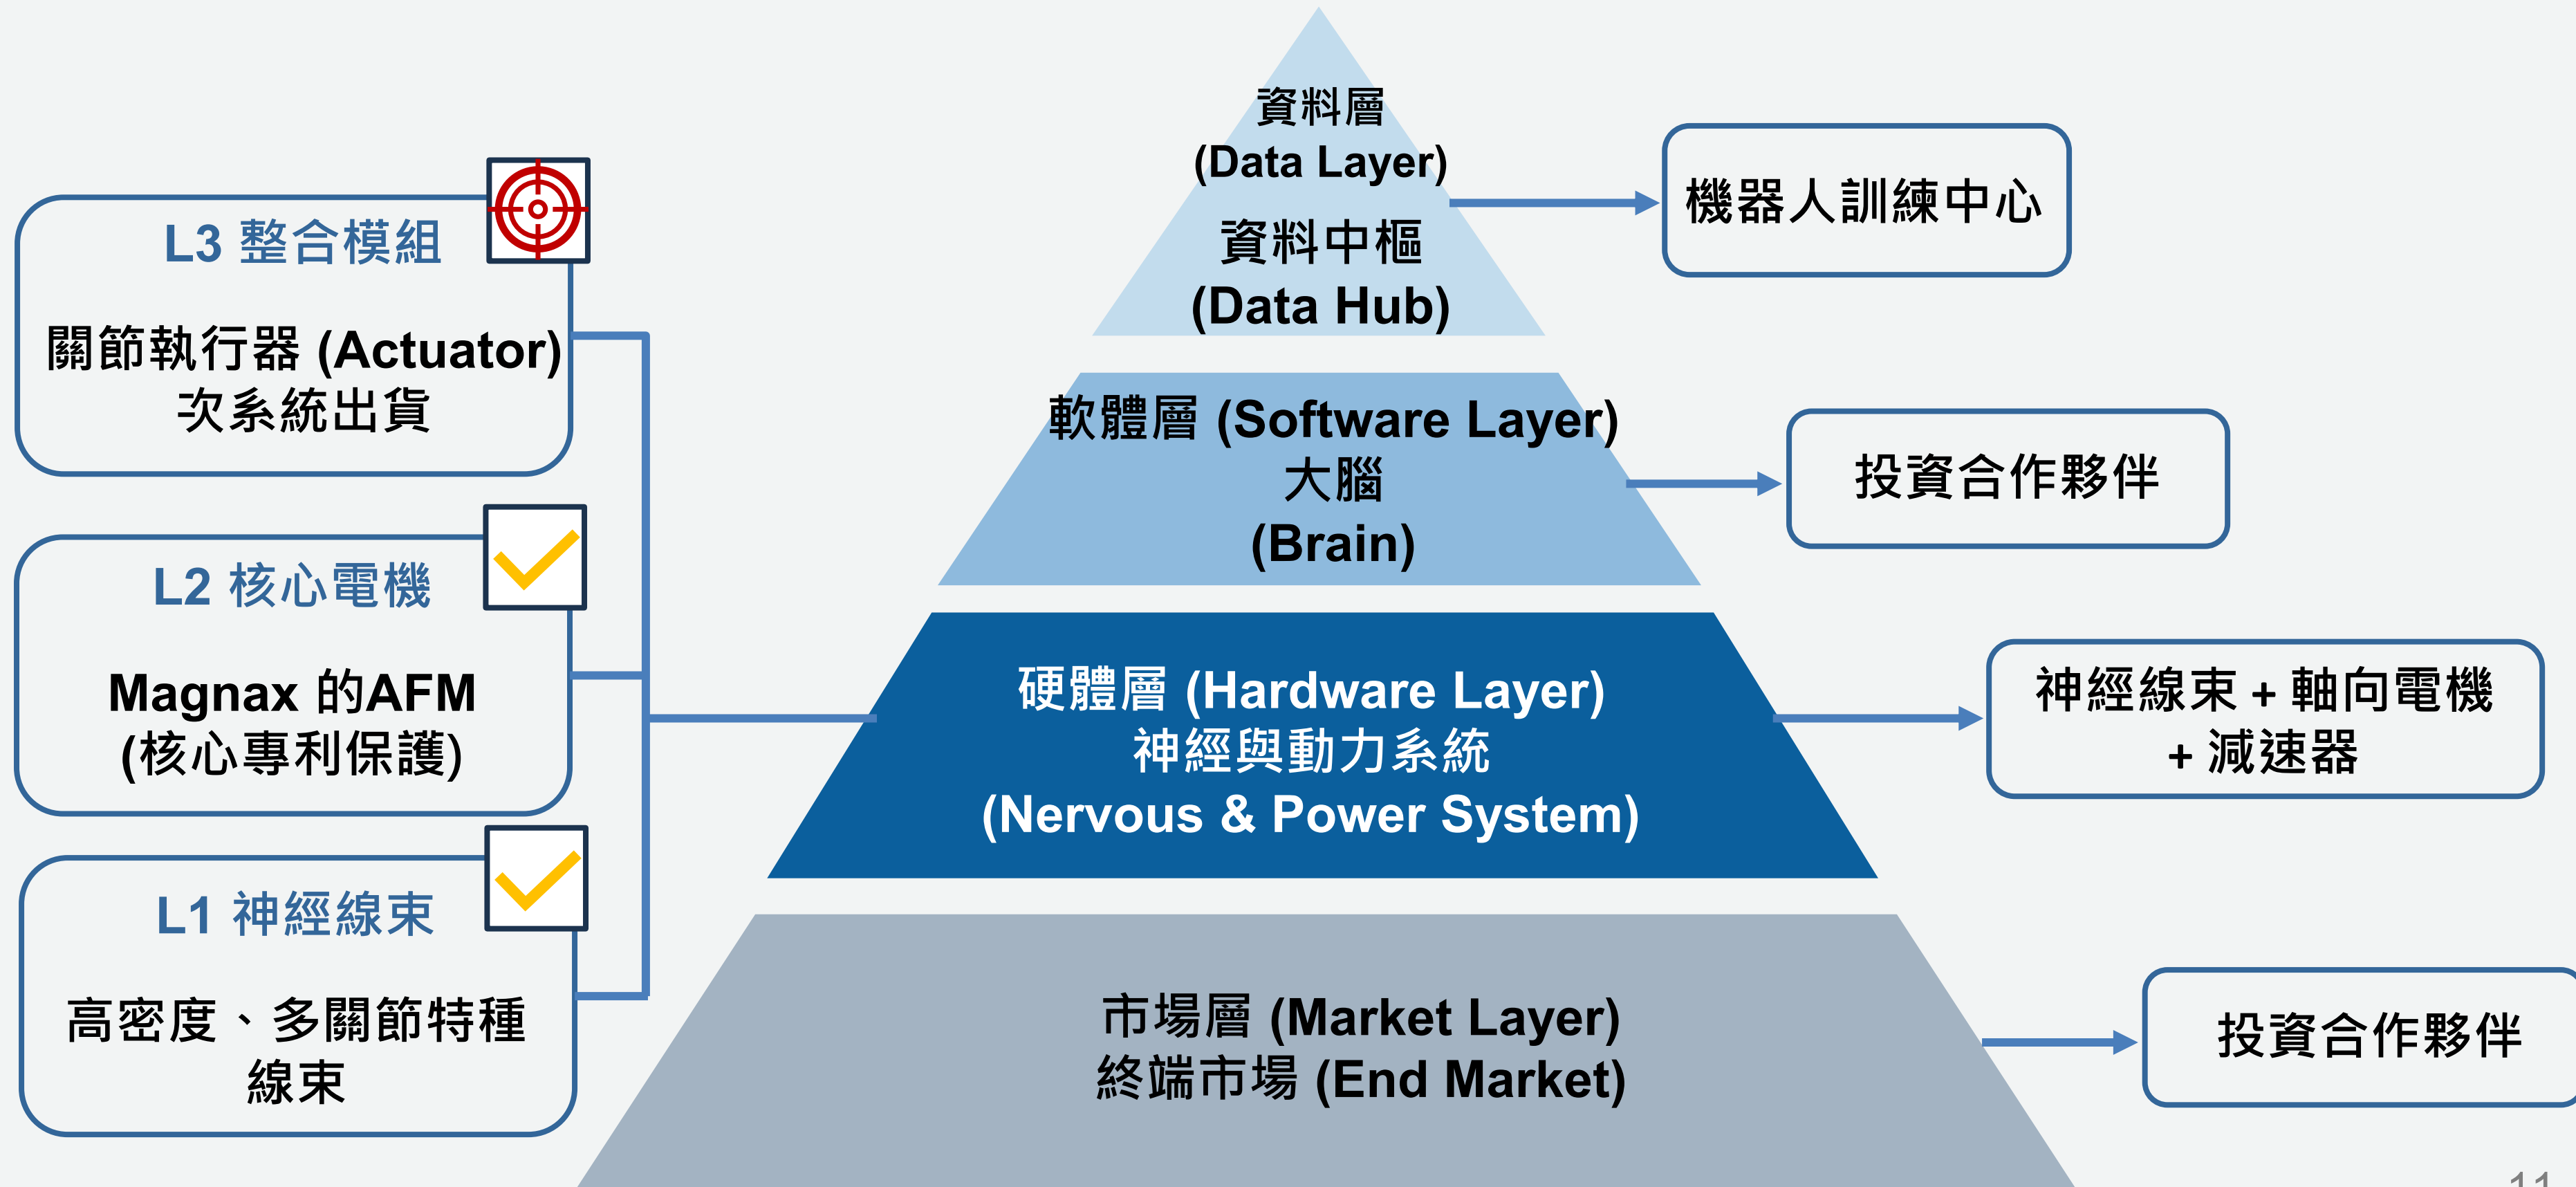 L3 整合模組
關節執行器 (Actuator)
次系統出貨
L2 核心電機
Magnax 的AFM
(核心專利保護)
L1 神經線束
高密度、多關節特種
線束
資料層
(Data Layer)
資料中樞
(Data Hub)
軟體層 (Software Layer)
大腦
(Brain)
硬體層 (Hardware Layer)
神經與動力系統
(Nervous & Power System)
市場層 (Market Layer)
終端市場 (End Market)
機器人訓練中心
投資合作夥伴
神經線束 + 軸向電機
+ 減速器
投資合作夥伴
11